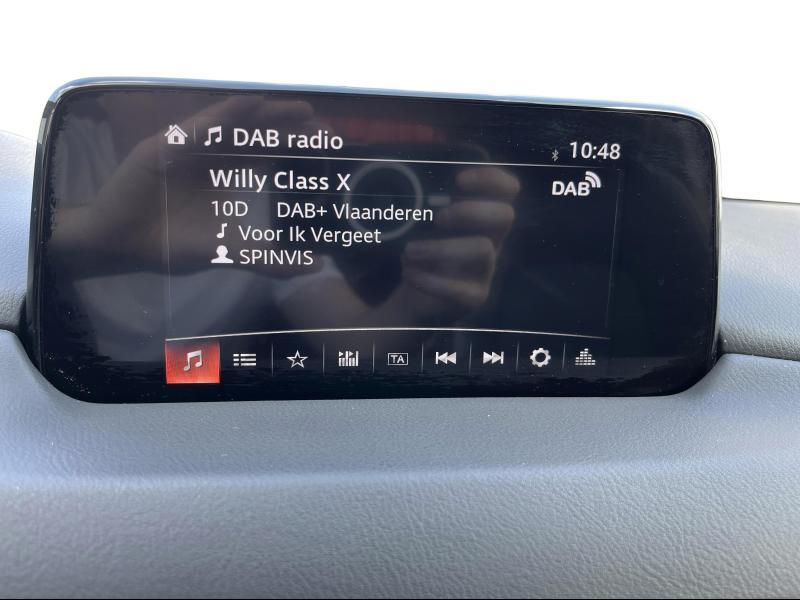 DAB radio
10:48
Willy Class X
DAB
10D DAB+ Vlaanderen
Voor Ik Vergeet
SPINVIS
TA